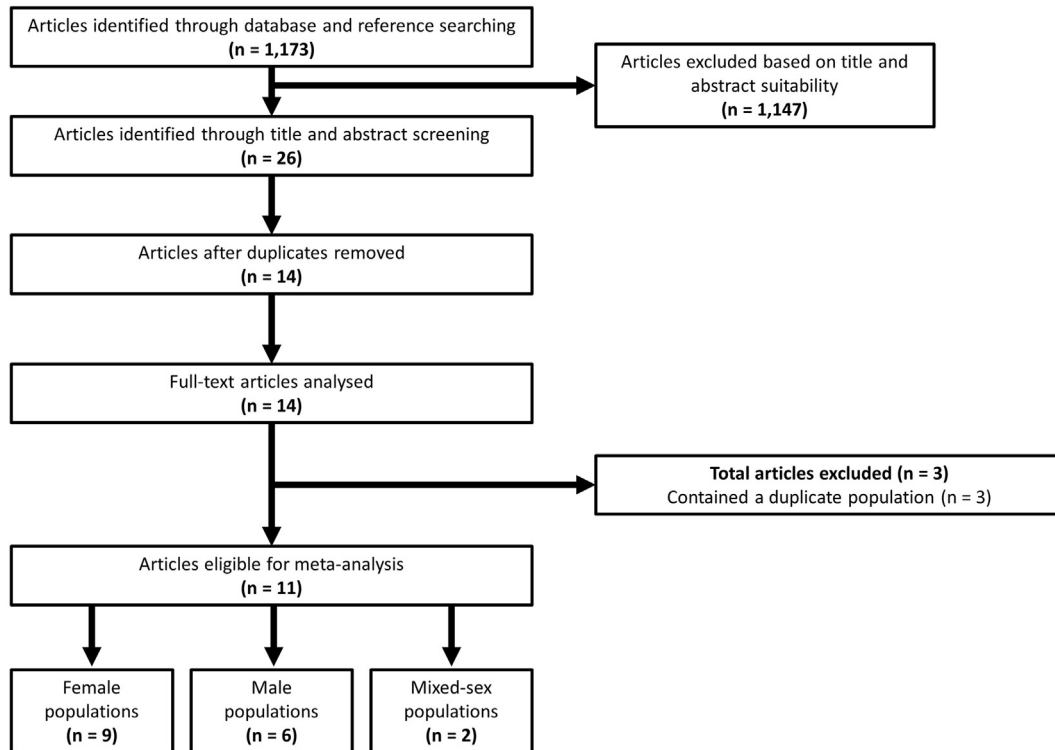 Articles identified through database and reference searching
(n = 1,173)
Articles excluded based on title and
abstract suitability
(n = 1,147)
Articles identified through title and abstract screening
(n = 26)
Articles after duplicates removed
(n = 14)
Full-text articles analysed
(n = 14)
Total articles excluded (n = 3)
Contained a duplicate population (n = 3)
Articles eligible for meta-analysis
(n = 11)
Female
populations
(n = 9)
Male
populations
(n = 6)
Mixed-sex
populations
(n = 2)